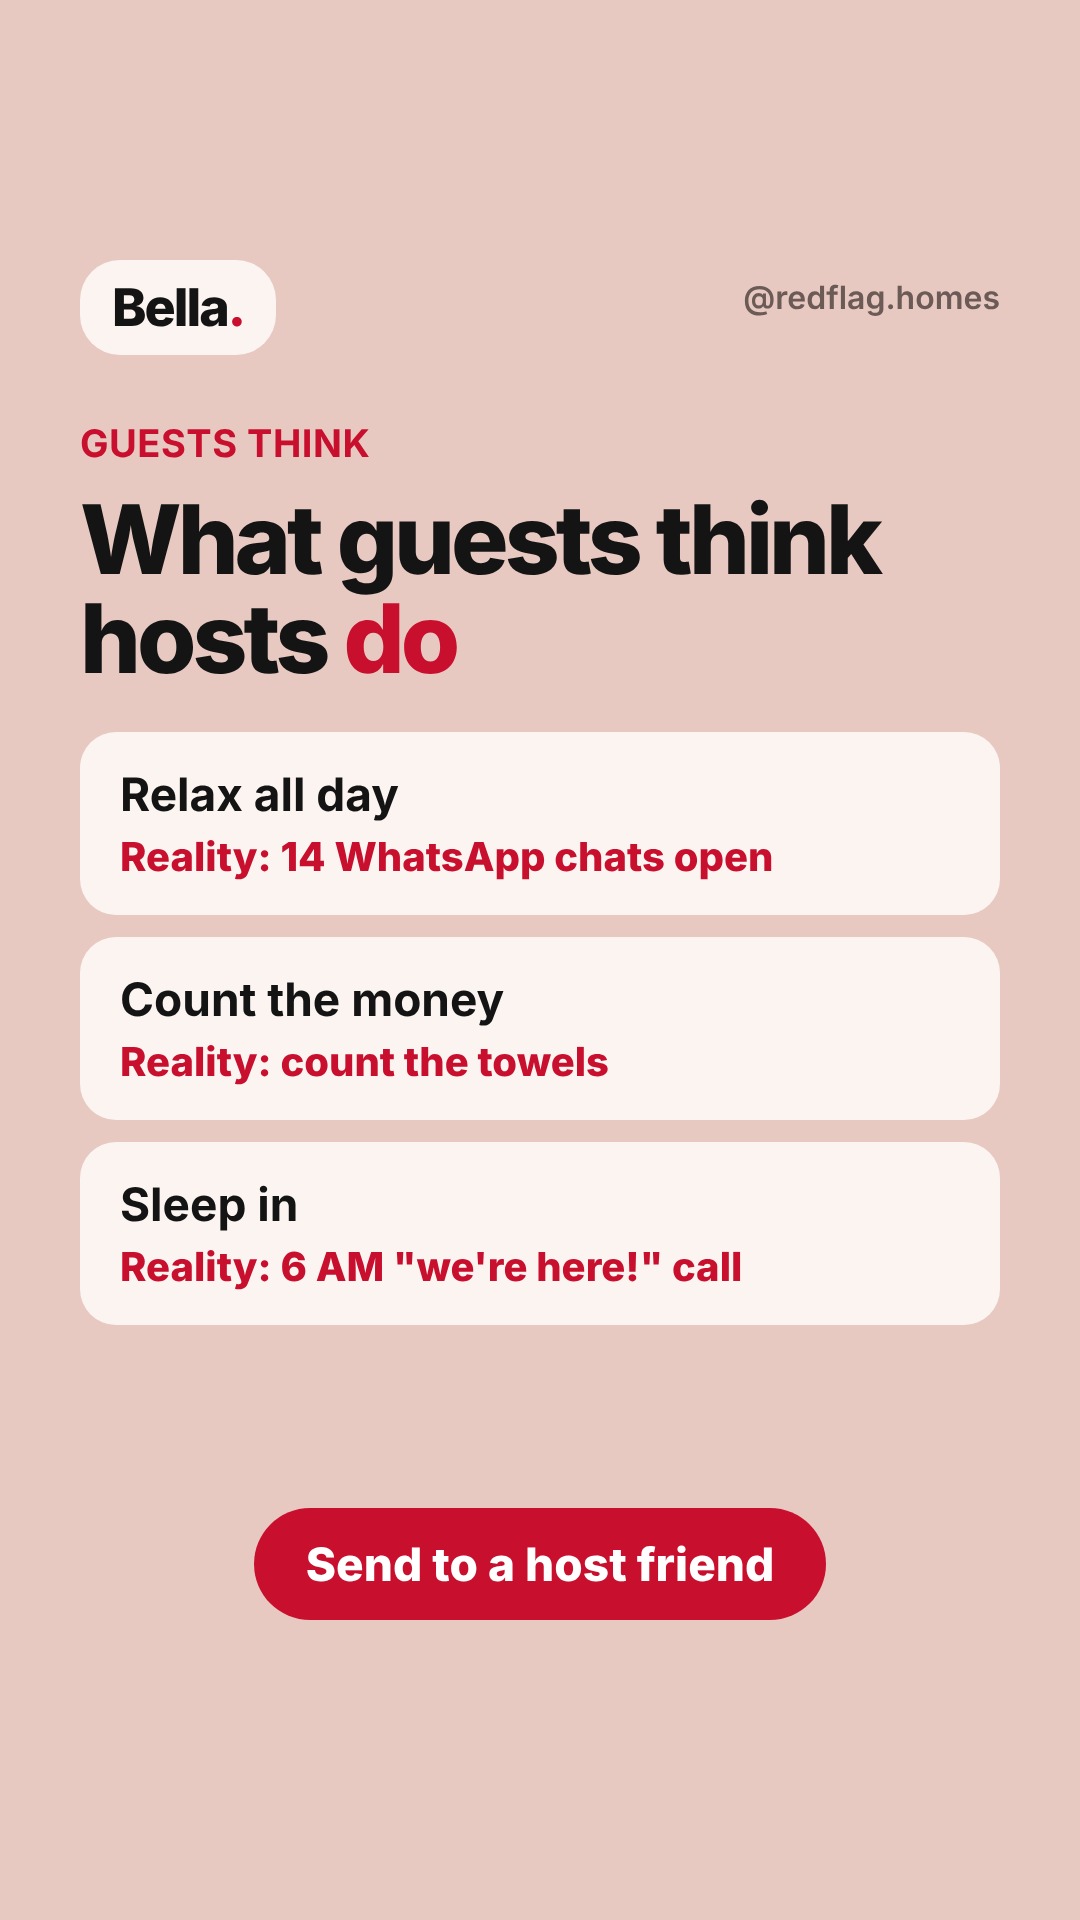 Bella.
@redflag.homes
GUESTS THINK
What guests think
hosts do
Relax all day
Reality: 14 WhatsApp chats open
Count the money
Reality: count the towels
Sleep in
Reality: 6 AM "we're here!" call
Send to a host friend